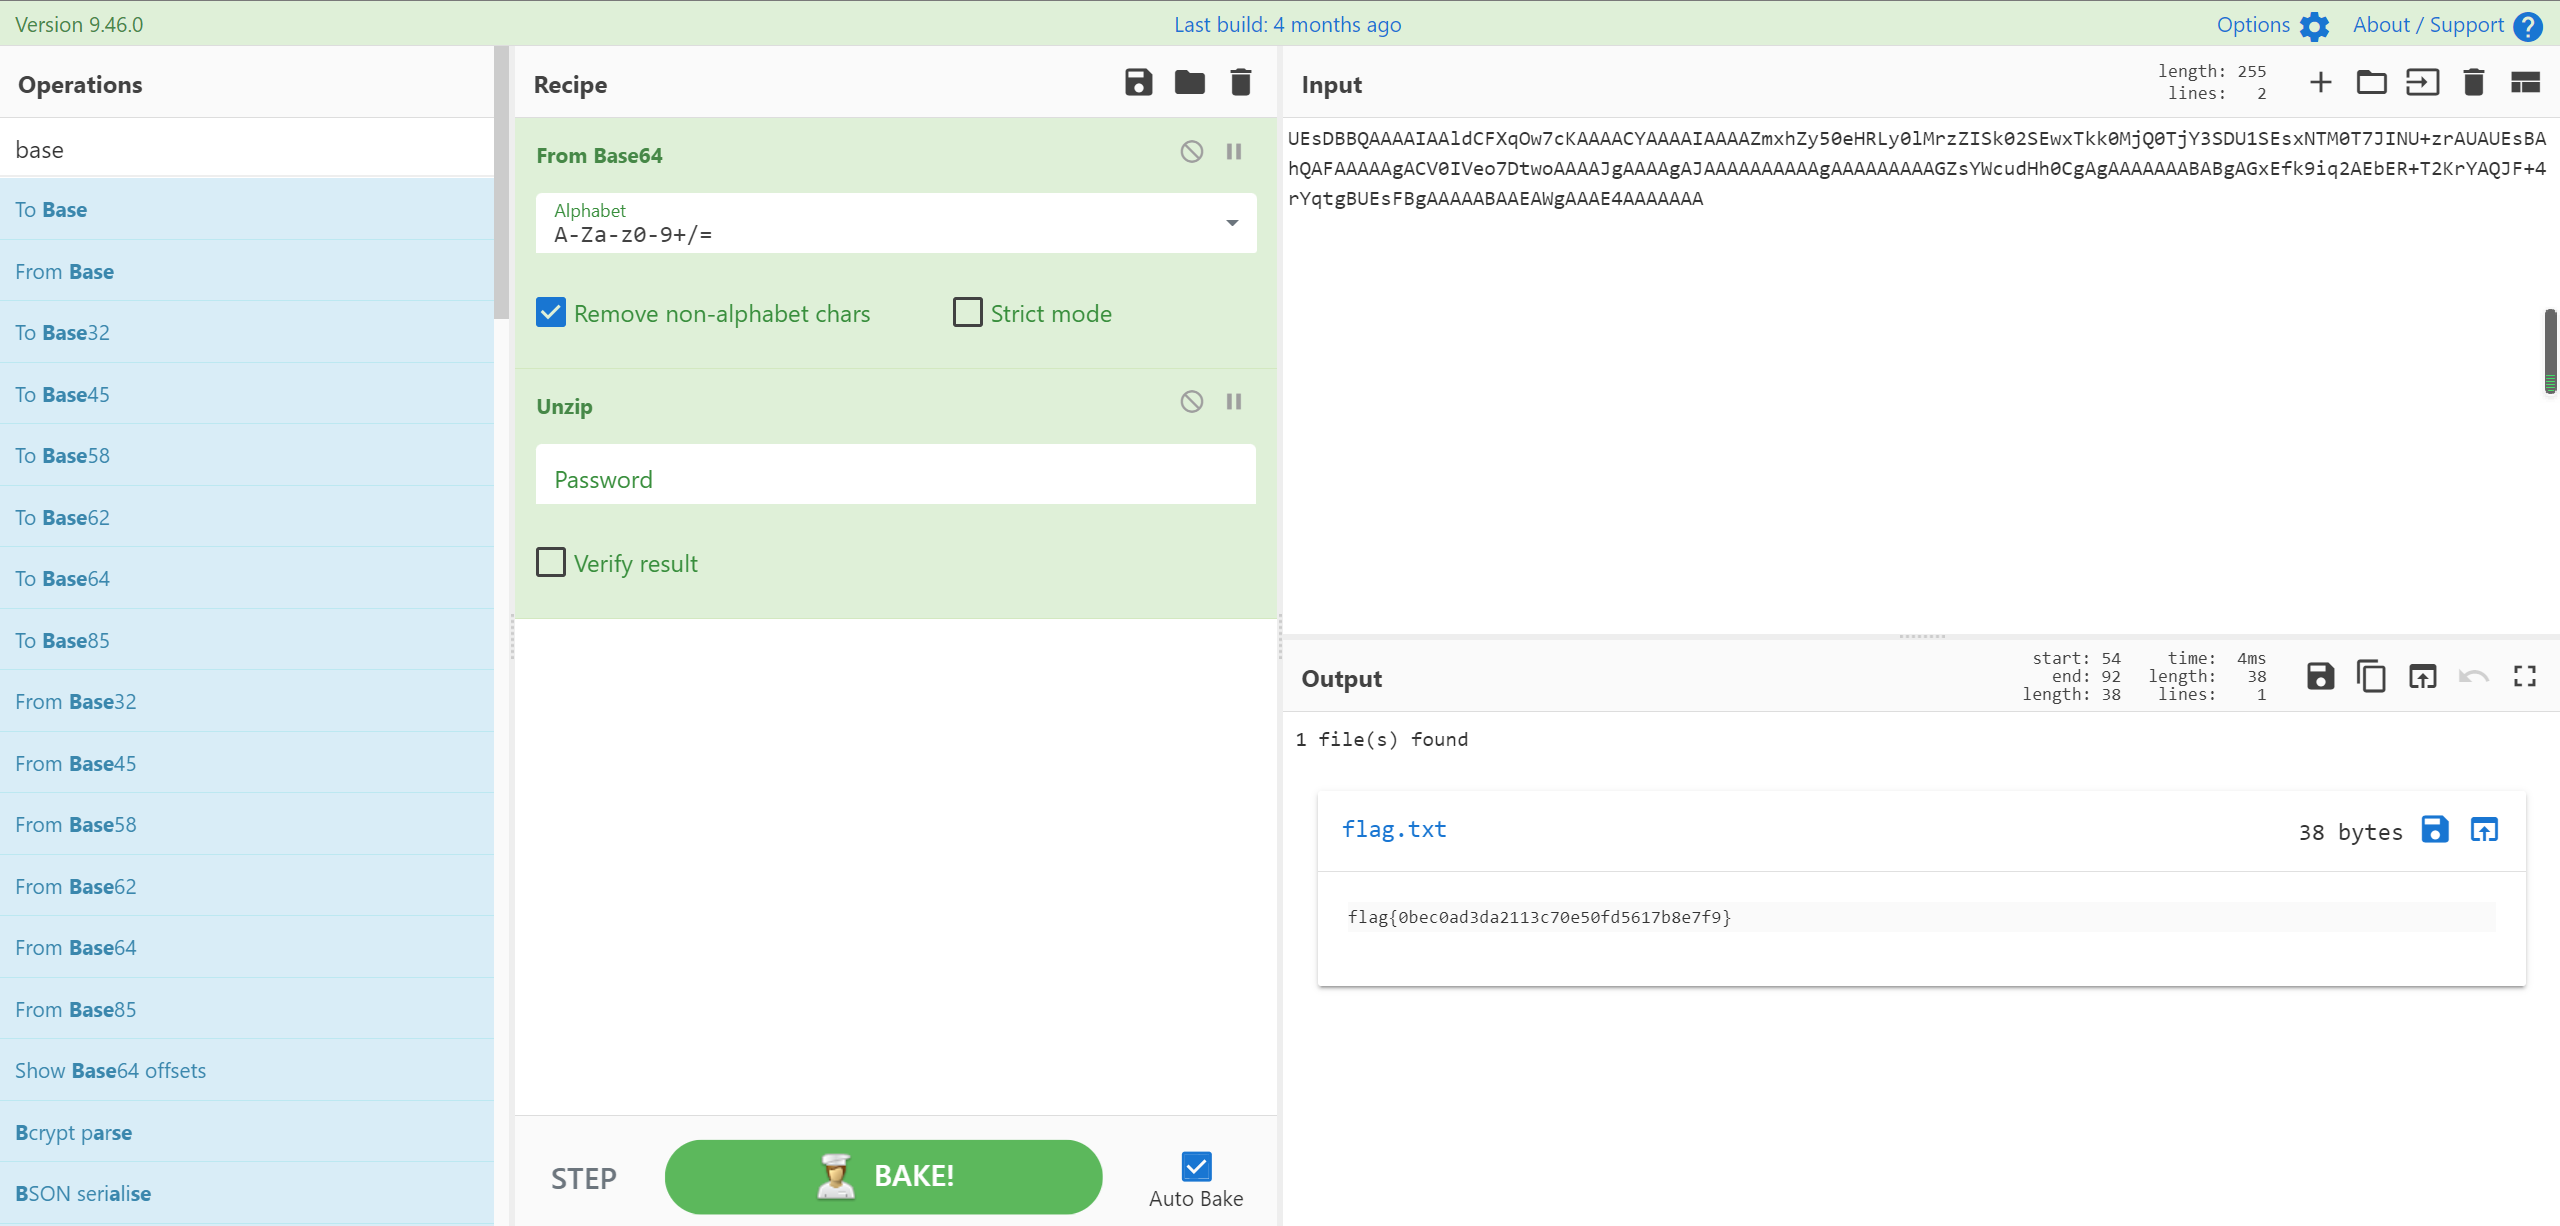 Version 9.46.0
Last build: 4 months ago
Options
About / Support
Operations
base
To Base
From Base
To Base32
To Base45
To Base58
To Base62
To Base64
To Base85
From Base32
From Base45
From Base58
From Base62
From Base64
From Base85
Show Base64 offsets
Bcrypt parse
BSON serialise
Recipe
From Base64
Alphabet
A-Za-z0-9+/=
Remove non-alphabet chars
Strict mode
Unzip
Password
Verify result
STEP
BAKE!
Auto Bake
Input
length: 255
lines: 2
UEsDBBQAAAAIAAldCFXqOw7cKAAAACYAAAAIAAAAZmxhZy50eHRLy0lMrzZISk02SEwxTkk0MjQ0TjY3SDU1SEsxNTM0T7JINU+zrAUAUEsBA
hQAFAAAAAgACV0IVeo7DtwoAAAAJgAAAAgAJAAAAAAAAAAgAAAAAAAAAGZsYWcudHh0CgAgAAAAAAABABgAGxEfk9iq2AEbER+T2KrYAQJF+4
rYqtgBUEsFBgAAAAABAAEAWgAAAE4AAAAAAA
Output
start: 54
end: 92
length: 38
time: 4ms
length: 38
lines: 1
1 file(s) found
flag.txt
38 bytes
flag{0bec0ad3da2113c70e50fd5617b8e7f9}